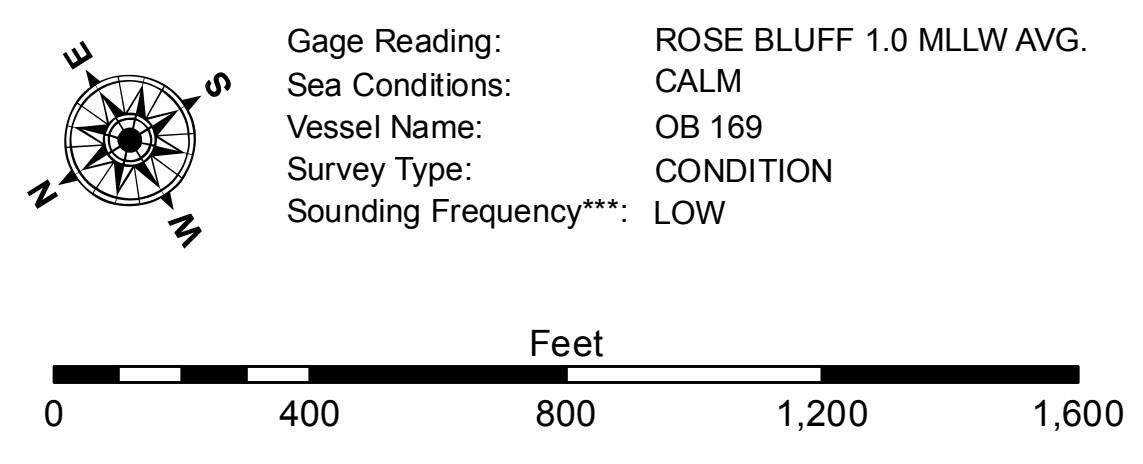 E
S
N
W
Gage Reading: ROSE BLUFF 1.0 MLLW AVG.
Sea Conditions: CALM
Vessel Name: OB 169
Survey Type: CONDITION
Sounding Frequency***: LOW
Feet
0 400 800 1,200 1,600